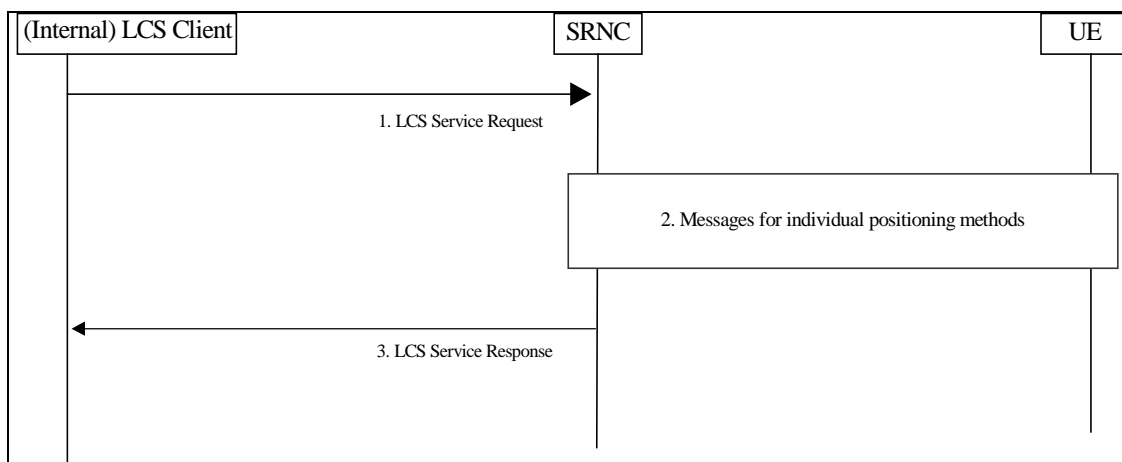 (Internal) LCS Client
SRNC
UE
1. LCS Service Request
2. Messages for individual positioning methods
3. LCS Service Response